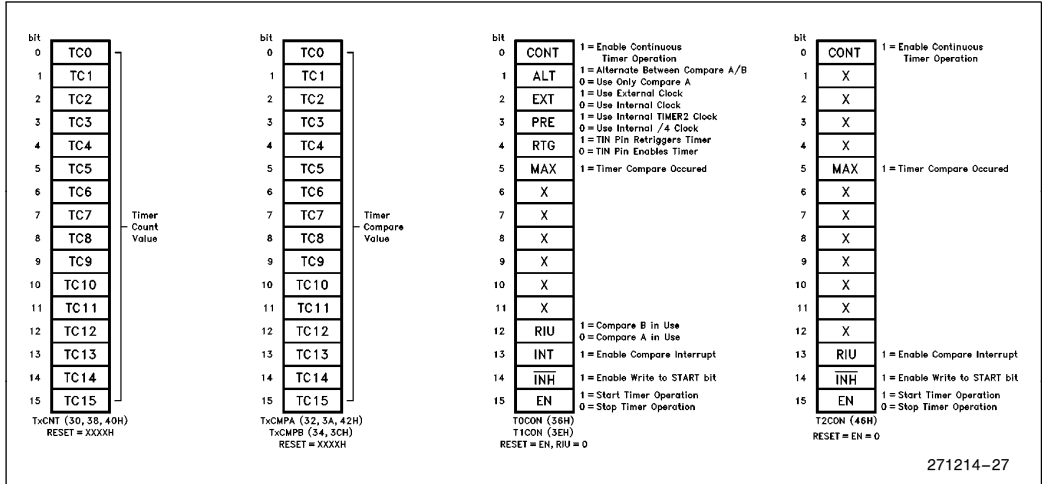 bit
0 TC0
1 TC1
2 TC2
3 TC3
4 TC4
5 TC5
6 TC6
7 TC7
8 TC8
9 TC9
10 TC10
11 TC11
12 TC12
13 TC13
14 TC14
15 TC15
Timer
Count
Value
TxCNT (30, 38, 40H)
RESET = XXXXH
bit
0 TC0
1 TC1
2 TC2
3 TC3
4 TC4
5 TC5
6 TC6
7 TC7
8 TC8
9 TC9
10 TC10
11 TC11
12 TC12
13 TC13
14 TC14
15 TC15
Timer
Compare
Value
TxCMPA (32, 3A, 42H)
TxCMPB (34, 3CH)
RESET = XXXXH
bit
0 CONT 1 = Enable Continuous
Timer Operation
1 ALT 1 = Alternate Between Compare A/B
0 = Use Only Compare A
2 EXT 1 = Use External Clock
0 = Use Internal Clock
3 PRE 1 = Use Internal TIMER2 Clock
0 = Use Internal /4 Clock
4 RTG 1 = TIN Pin Retriggers Timer
0 = TIN Pin Enables Timer
5 MAX 1 = Timer Compare Occured
6 X
7 X
8 X
9 X
10 X
11 X
12 RIU 1 = Compare B in Use
0 = Compare A in Use
13 INT 1 = Enable Compare Interrupt
14 INH 1 = Enable Write to START bit
15 EN 1 = Start Timer Operation
0 = Stop Timer Operation
T0CON (36H)
T1CON (3EH)
RESET = EN, RIU = 0
bit
0 CONT 1 = Enable Continuous
Timer Operation
1 X
2 X
3 X
4 X
5 MAX 1 = Timer Compare Occured
6 X
7 X
8 X
9 X
10 X
11 X
12 X
13 RIU 1 = Enable Compare Interrupt
14 INH 1 = Enable Write to START bit
15 EN 1 = Start Timer Operation
0 = Stop Timer Operation
T2CON (46H)
RESET = EN = 0
271214–27